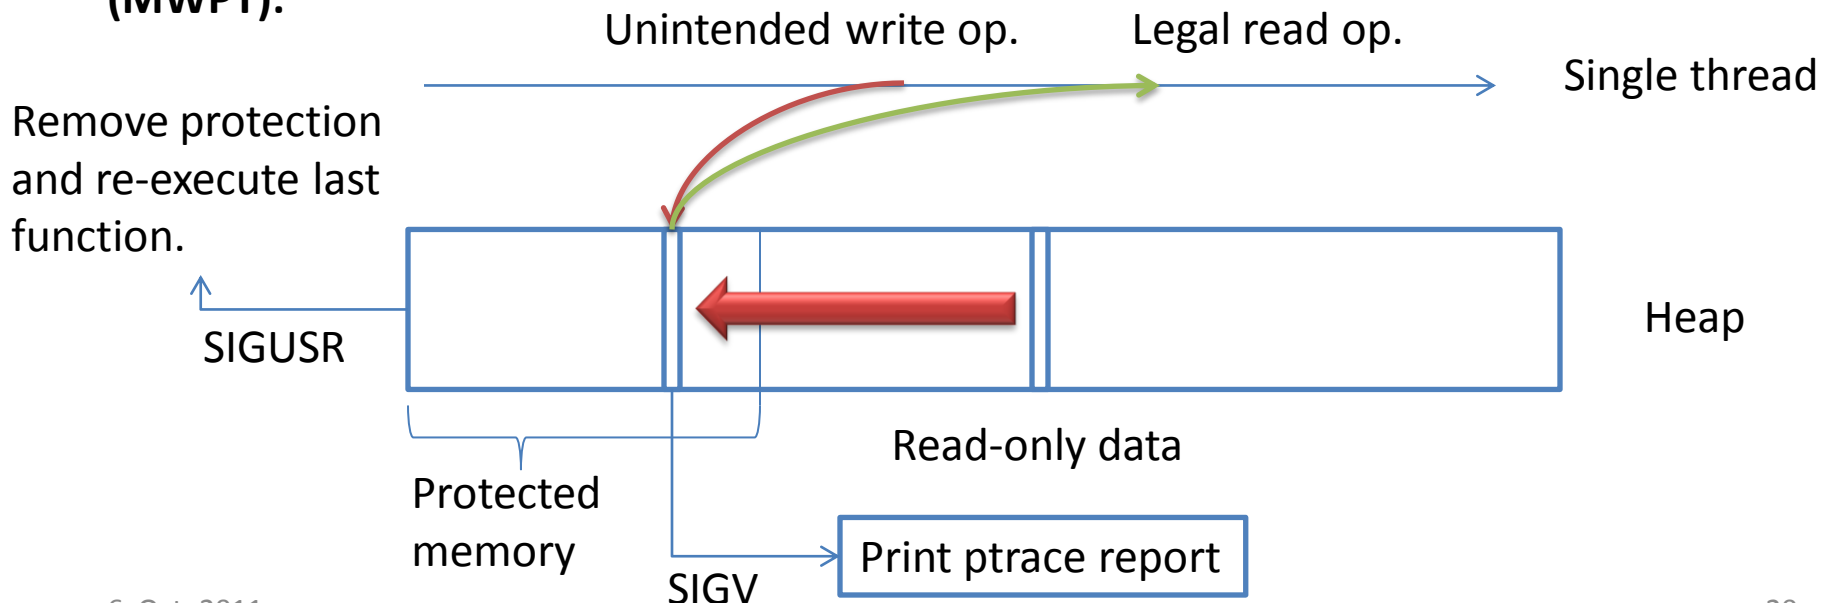 (MWPT).
Unintended write op.
Legal read op.
Single thread
Remove protection
and re-execute last
function.
SIGUSR
Heap
Read-only data
Protected
memory
SIGV
Print ptrace report